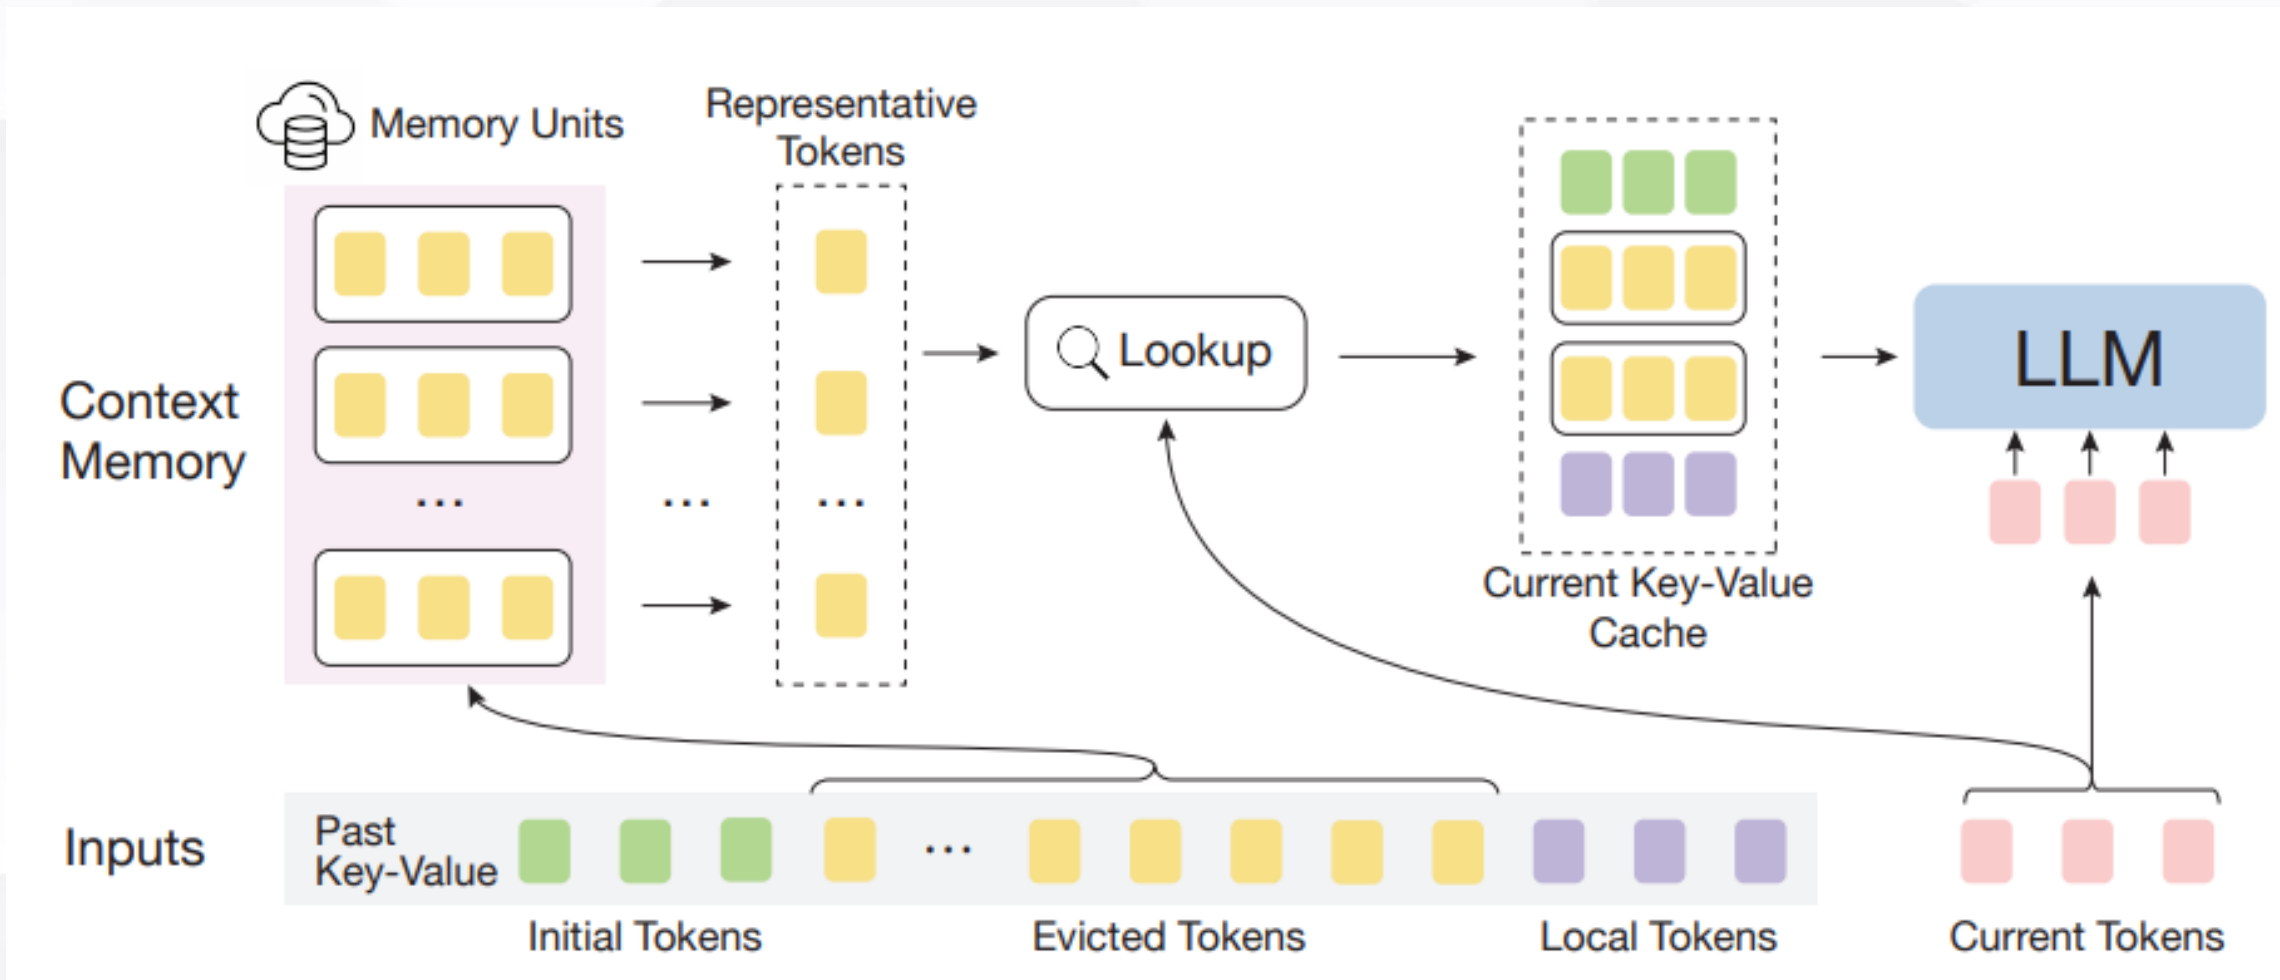 Memory Units
Representative
Tokens
Context
Memory
...
...
...
Lookup
Current Key-Value
Cache
LLM
Inputs
Past
Key-Value
...
Initial Tokens
Evicted Tokens
Local Tokens
Current Tokens